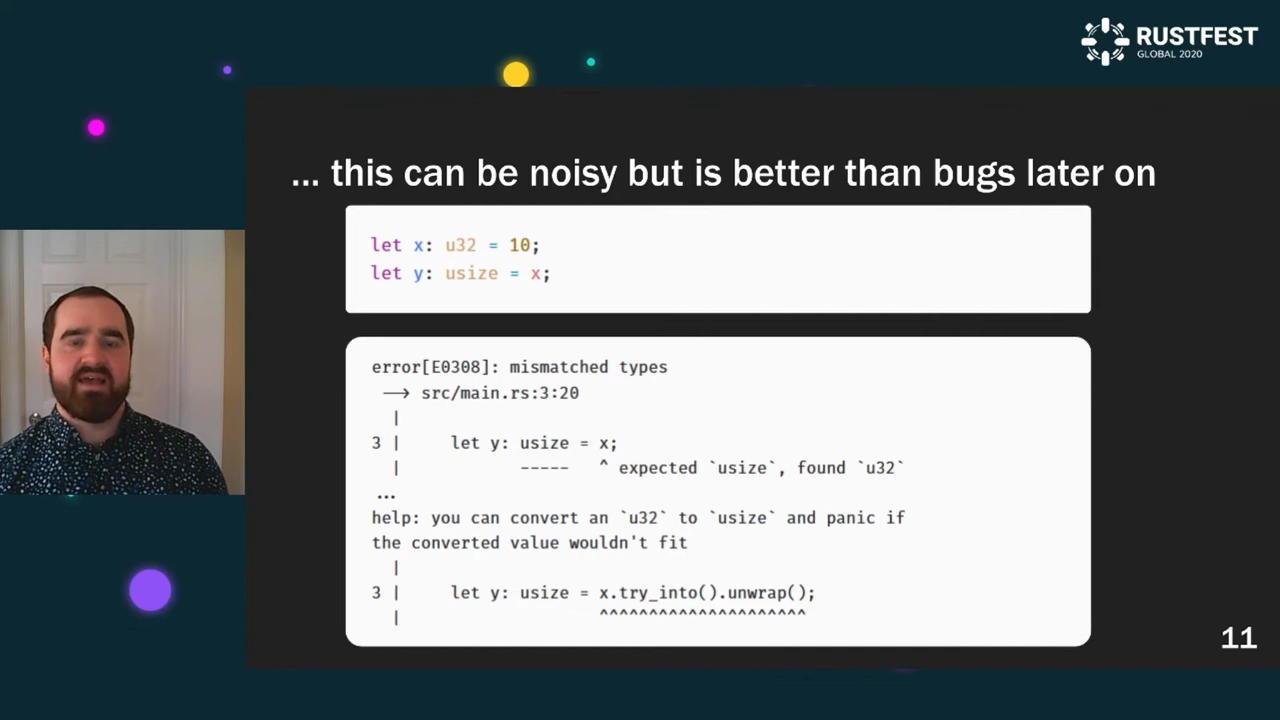 RUSTFEST
GLOBAL 2020
... this can be noisy but is better than bugs later on
let x: u32 = 10;
let y: usize = x;
error[E0308]: mismatched types
 --> src/main.rs:3:20
  |
3 |     let y: usize = x;
  |            -----   ^ expected `usize`, found `u32`
...
help: you can convert an `u32` to `usize` and panic if
the converted value wouldn't fit
  |
3 |     let y: usize = x.try_into().unwrap();
  |                    ^^^^^^^^^^^^^^^^^^^^^
11